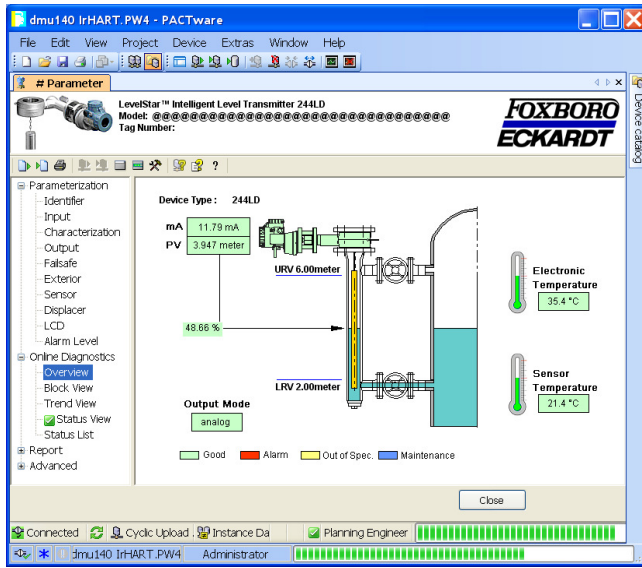 dmu140 IrHART.PW4 - PACTware
File Edit View Project Device Extras Window Help
# Parameter
Device catalog
LevelStar™ Intelligent Level Transmitter 244LD
Model: @@@@@@@@@@@@@@@@@@@@@@@@@@@@@@@@
Tag Number:
FOXBORO
ECKARDT
Parameterization
Identifier
Input
Characterization
Output
Failsafe
Exterior
Sensor
Displacer
LCD
Alarm Level
Online Diagnostics
Overview
Block View
Trend View
Status View
Status List
Report
Advanced
Device Type : 244LD
mA 11.79 mA
PV 3.947 meter
URV 6.00meter
48.66 %
LRV 2.00meter
Output Mode
analog
Electronic
Temperature
35.4 °C
Sensor
Temperature
21.4 °C
Good Alarm Out of Spec. Maintenance
Close
Connected Cyclic Upload Instance Da Planning Engineer
dmu140 IrHART.PW4 Administrator